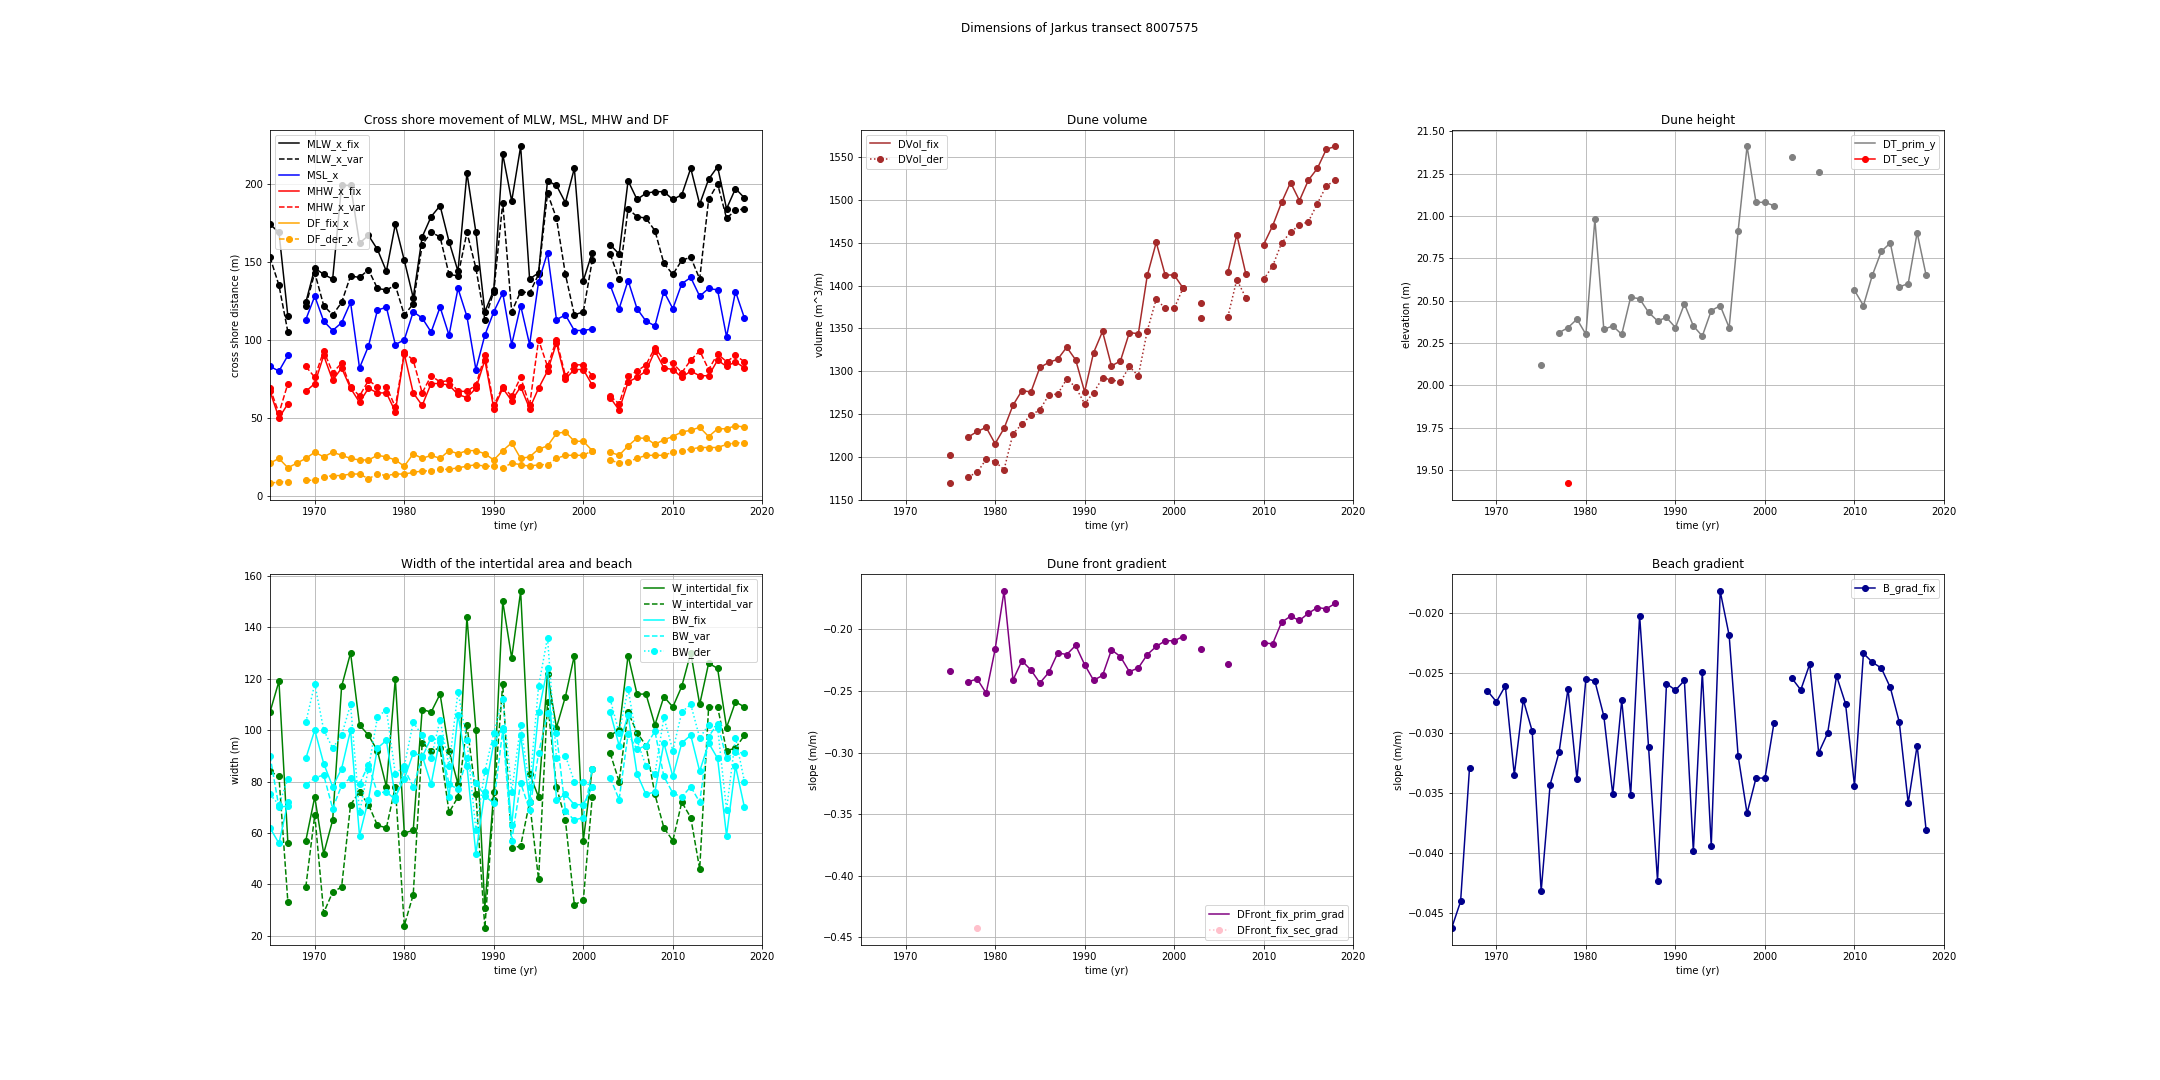 Dimensions of Jarkus transect 8007575
Cross shore movement of MLW, MSL, MHW and DF
MLW_x_fix
MLW_x_var
MSL_x
MHW_x_fix
MHW_x_var
DF_fix_x
DF_der_x
cross shore distance (m)
200
150
100
50
0
1970 1980 1990 2000 2010 2020
time (yr)
Dune volume
DVol_fix
DVol_der
volume (m^3/m)
1550
1500
1450
1400
1350
1300
1250
1200
1150
1970 1980 1990 2000 2010 2020
time (yr)
Dune height
DT_prim_y
DT_sec_y
elevation (m)
21.50
21.25
21.00
20.75
20.50
20.25
20.00
19.75
19.50
1970 1980 1990 2000 2010 2020
time (yr)
Width of the intertidal area and beach
W_intertidal_fix
W_intertidal_var
BW_fix
BW_var
BW_der
width (m)
160
140
120
100
80
60
40
20
1970 1980 1990 2000 2010 2020
time (yr)
Dune front gradient
DFront_fix_prim_grad
DFront_fix_sec_grad
slope (m/m)
−0.20
−0.25
−0.30
−0.35
−0.40
−0.45
1970 1980 1990 2000 2010 2020
time (yr)
Beach gradient
B_grad_fix
slope (m/m)
−0.020
−0.025
−0.030
−0.035
−0.040
−0.045
1970 1980 1990 2000 2010 2020
time (yr)